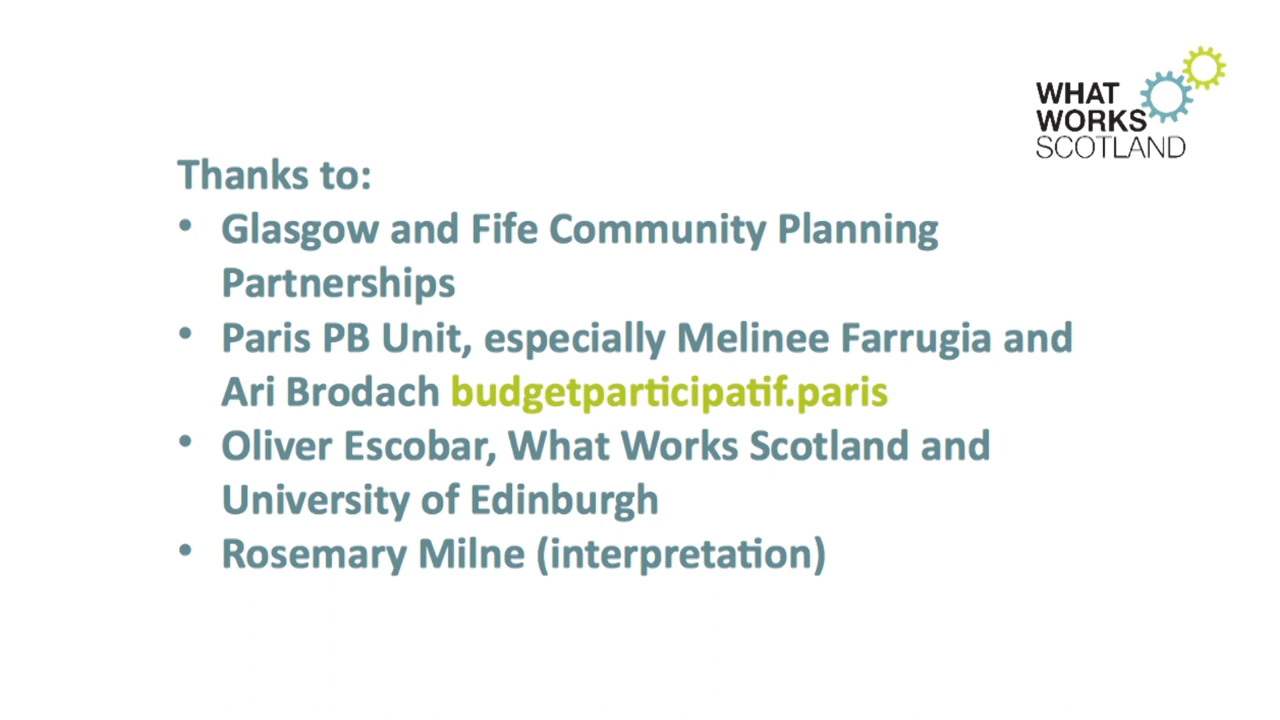 WHAT
WORKS
SCOTLAND
Thanks to:
• Glasgow and Fife Community Planning
Partnerships
• Paris PB Unit, especially Melinee Farrugia and
Ari Brodach budgetparticipatif.paris
• Oliver Escobar, What Works Scotland and
University of Edinburgh
• Rosemary Milne (interpretation)